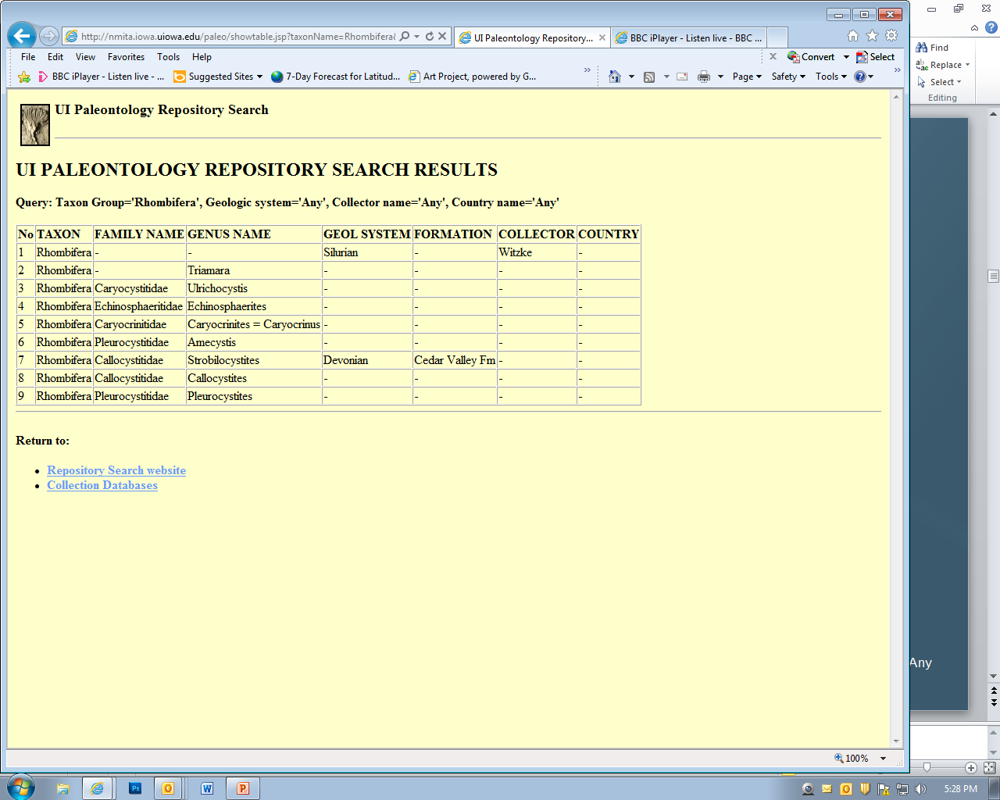 http://nmita.iowa.uiowa.edu/paleo/showtable.jsp?taxonName=Rhombifera&
UI Paleontology Repository...
BBC iPlayer - Listen live - BBC ...
File Edit View Favorites Tools Help
Convert Select
BBC iPlayer - Listen live - ... Suggested Sites 7-Day Forecast for Latitud... Art Project, powered by G...
Page Safety Tools
Find
Replace
Select
Editing
UI Paleontology Repository Search
UI PALEONTOLOGY REPOSITORY SEARCH RESULTS
Query: Taxon Group='Rhombifera', Geologic system='Any', Collector name='Any', Country name='Any'
No TAXON FAMILY NAME GENUS NAME GEOL SYSTEM FORMATION COLLECTOR COUNTRY
1 Rhombifera - - Silurian - Witzke -
2 Rhombifera - Triamara - - - -
3 Rhombifera Caryocystitidae Ulrichocystis - - - -
4 Rhombifera Echinosphaeritidae Echinosphaerites - - - -
5 Rhombifera Caryocrinitidae Caryocrinites = Caryocrinus - - - -
6 Rhombifera Pleurocystitidae Amecystis - - - -
7 Rhombifera Callocystitidae Strobilocystites Devonian Cedar Valley Fm - -
8 Rhombifera Callocystitidae Callocystites - - - -
9 Rhombifera Pleurocystitidae Pleurocystites - - - -
Return to:
• Repository Search website
• Collection Databases
Any
100%
5:28 PM